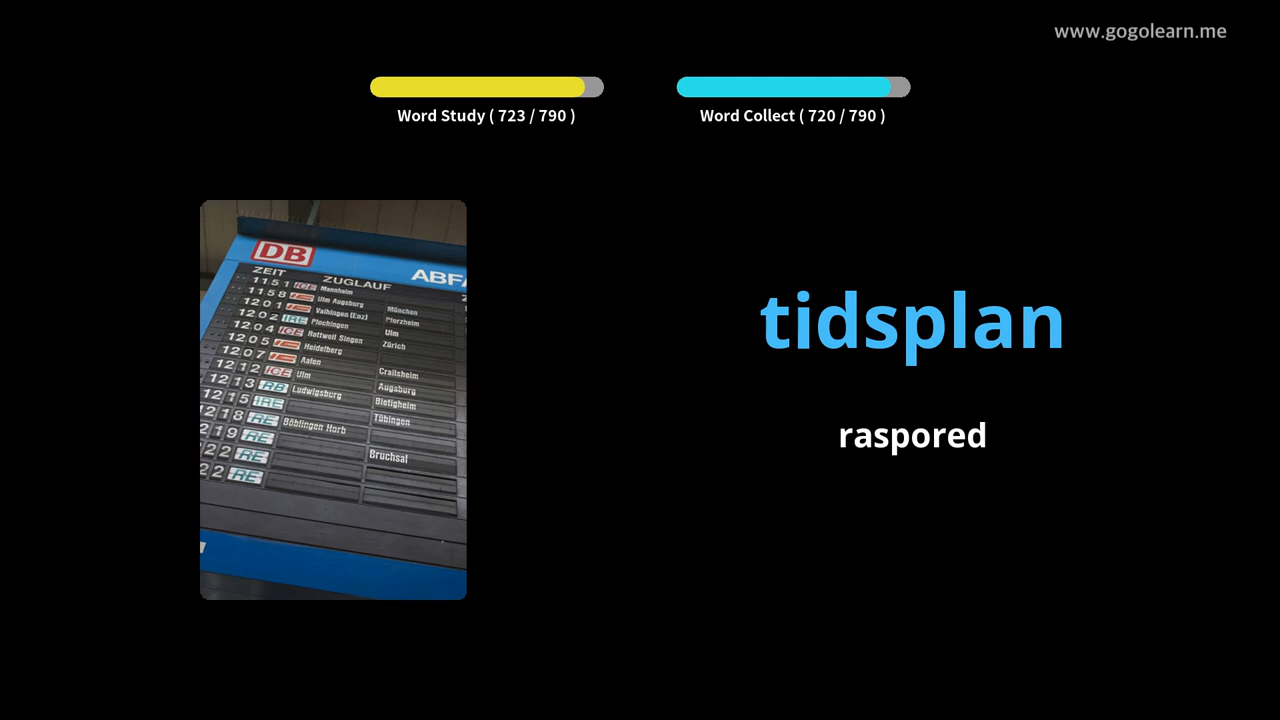 www.gogolearn.me
Word Study ( 723 / 790 )
Word Collect ( 720 / 790 )
DB
ZEIT ZUGLAUF ABFA
1151 ICE Mannheim
1158 Ulm Augsburg München
1201 Vaihingen (Enz) Pforzheim
1202 IRE Plochingen Ulm
1204 ICE Rottweil Singen Zürich
1205 Heidelberg
1207 Aalen Crailsheim
1212 ICE Ulm Augsburg
1213 RB Ludwigsburg Bietigheim
1215 IRE Tübingen
1218 RE Böblingen Horb
219 RE Bruchsal
22 RE
22 RE
tidsplan
raspored